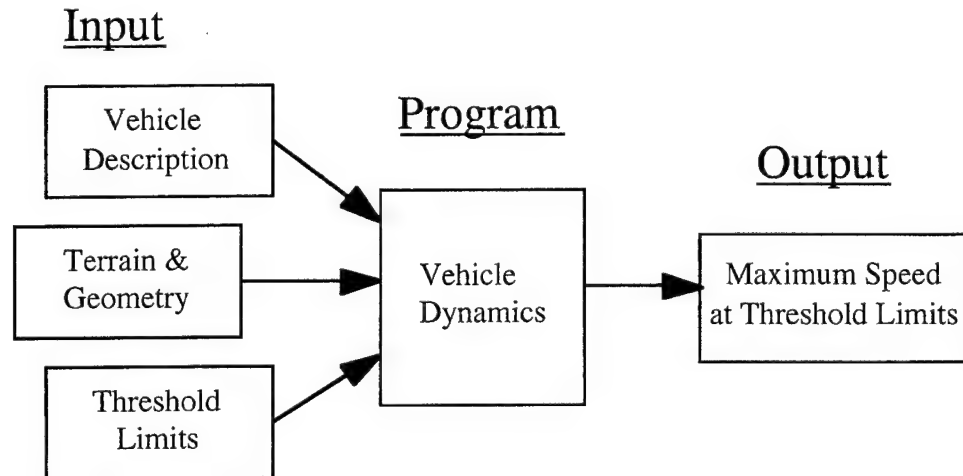 Input
Vehicle
Description
Terrain &
Geometry
Threshold
Limits
Program
Vehicle
Dynamics
Output
Maximum Speed
at Threshold Limits